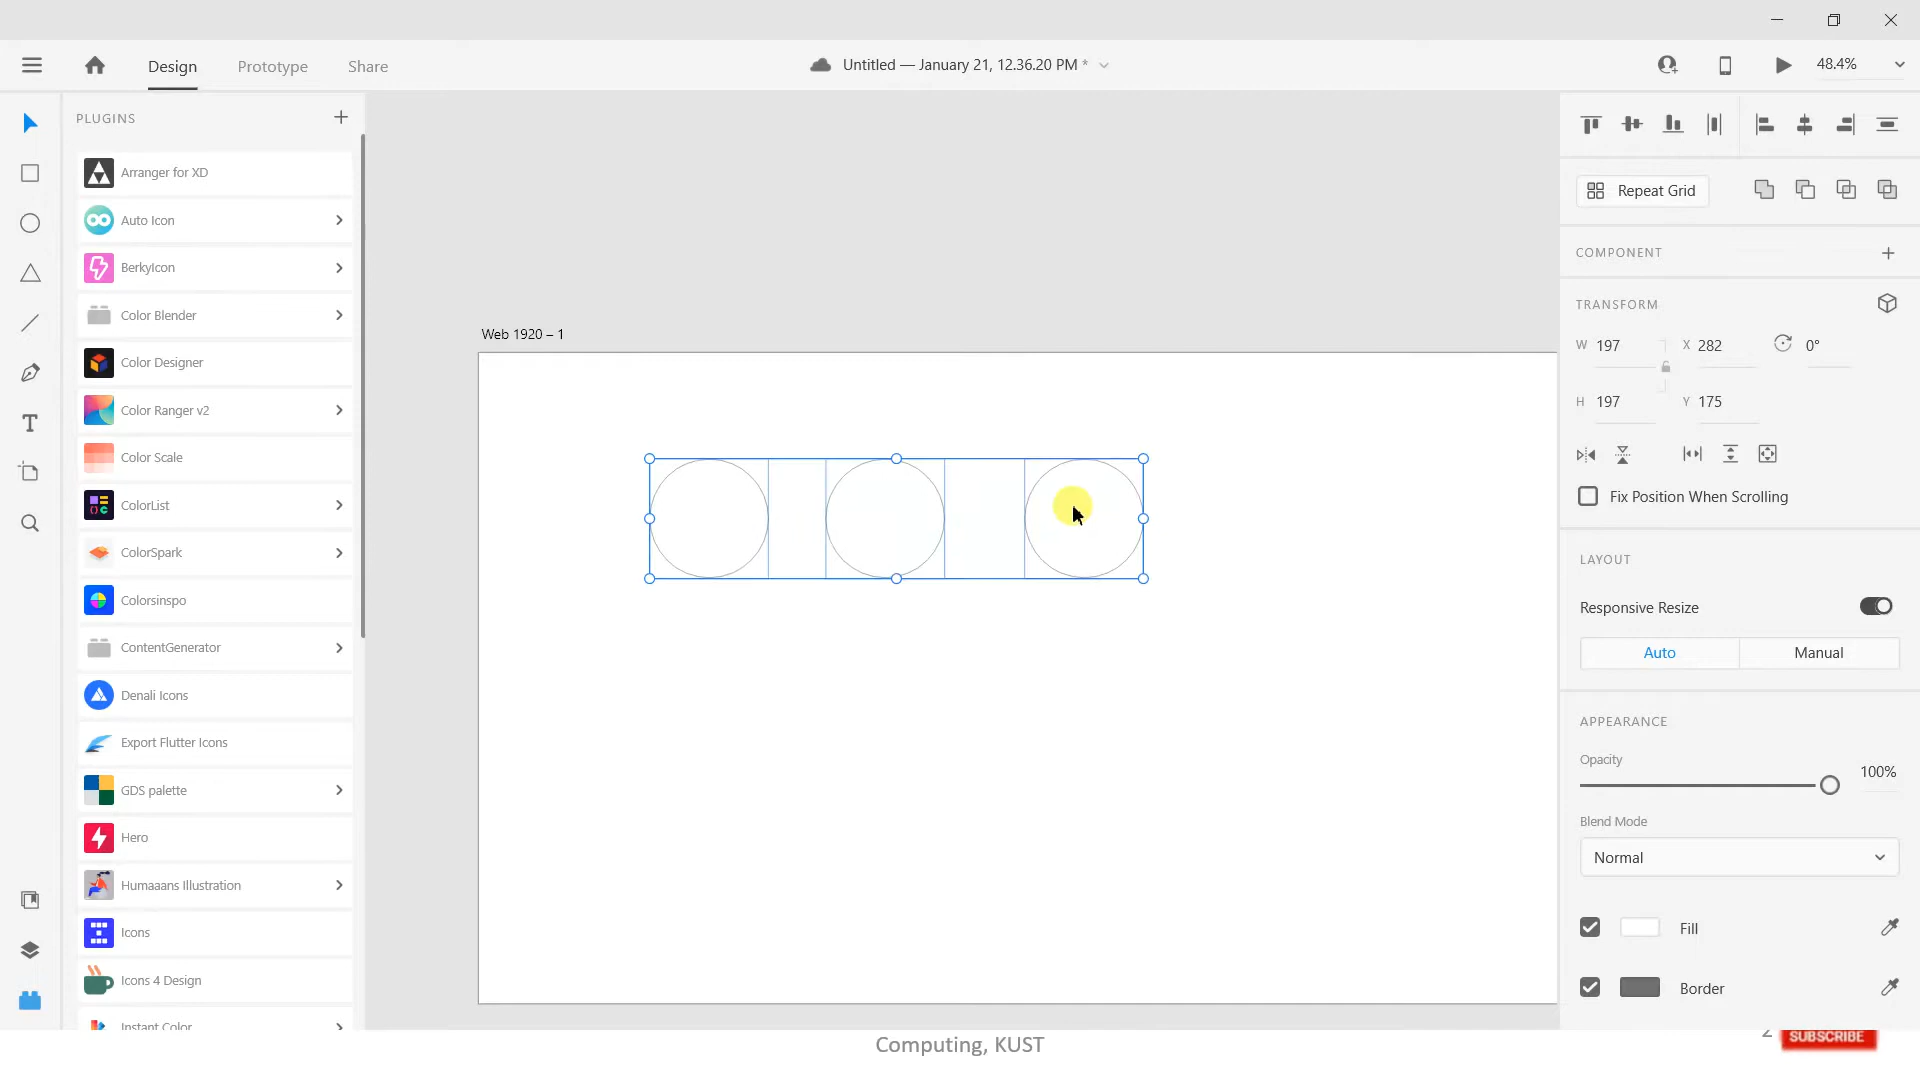 Design
Prototype
Share
Untitled — January 21, 12.36.20 PM *
48.4%
PLUGINS
Arranger for XD
Auto Icon
BerkyIcon
Color Blender
Color Designer
Color Ranger v2
Color Scale
ColorList
ColorSpark
Colorsinspo
ContentGenerator
Denali Icons
Export Flutter Icons
GDS palette
Hero
Humaaans Illustration
Icons
Icons 4 Design
Instant Color
Web 1920 – 1
Repeat Grid
COMPONENT
TRANSFORM
W 197 X 282 0°
H 197 Y 175
Fix Position When Scrolling
LAYOUT
Responsive Resize
Auto Manual
APPEARANCE
Opacity
100%
Blend Mode
Normal
Fill
Border
Computing, KUST
2
SUBSCRIBE